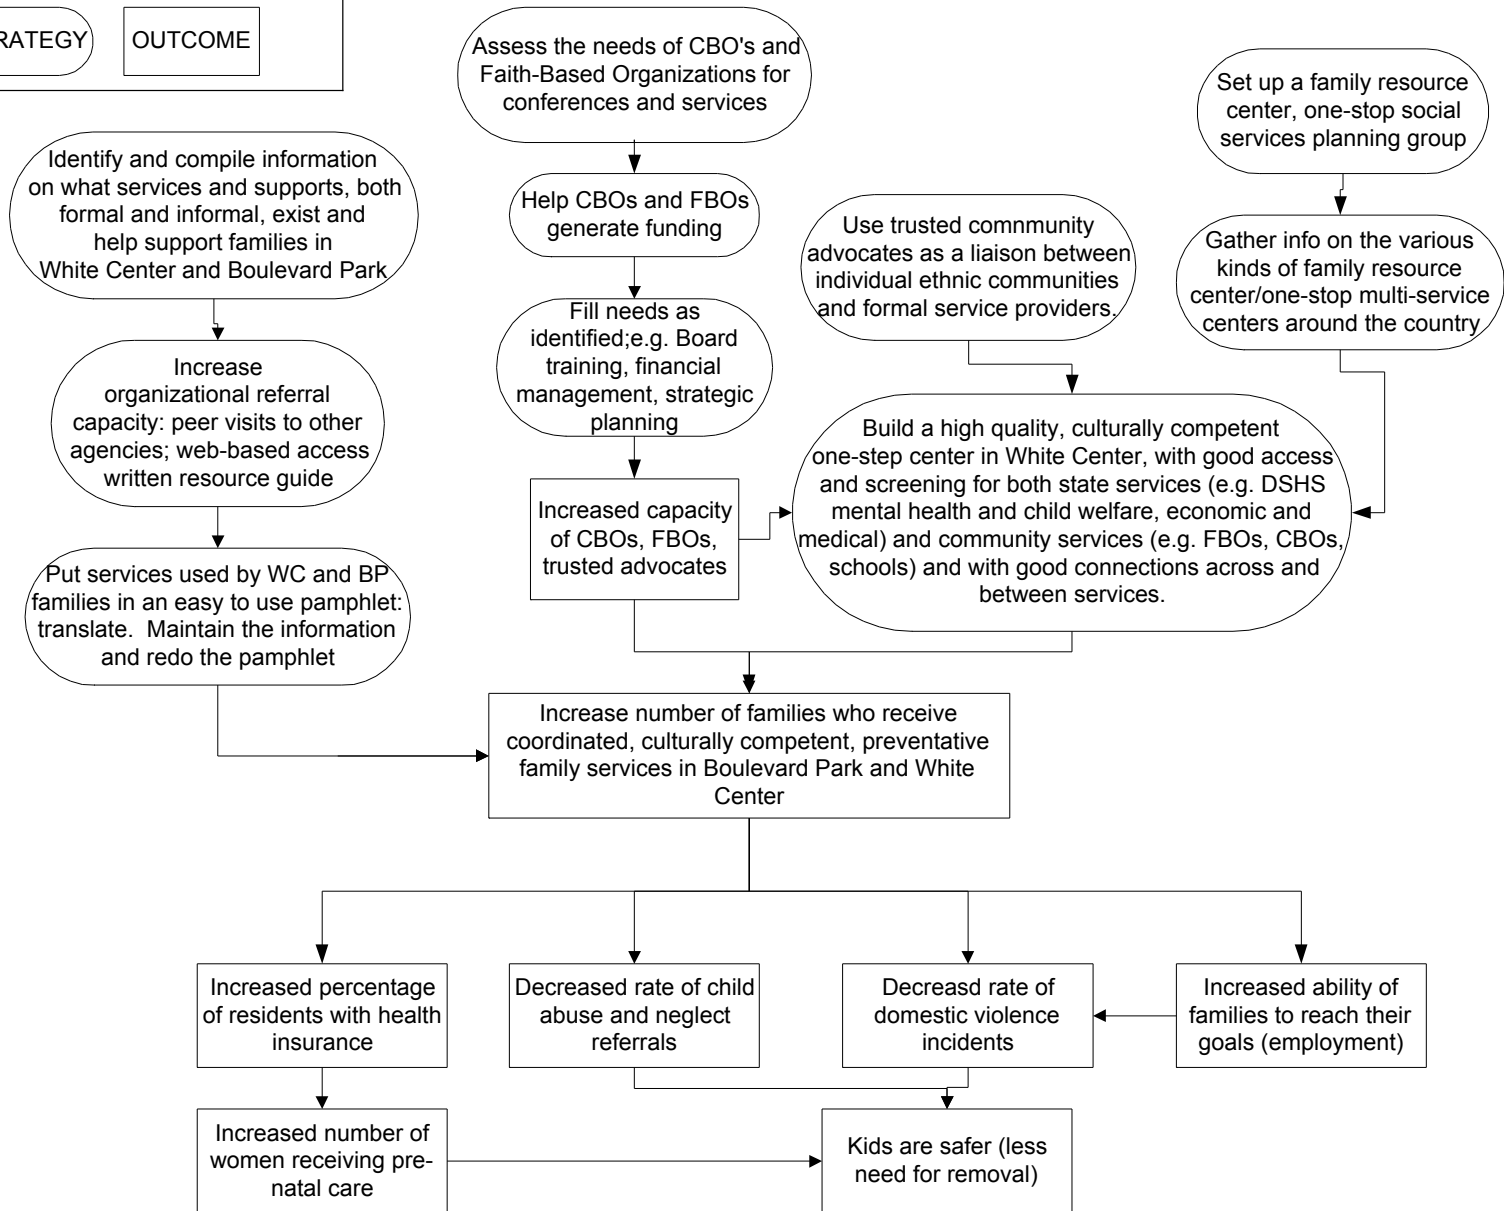 RATEGY
OUTCOME
Assess the needs of CBO's and
Faith-Based Organizations for
conferences and services
Set up a family resource
center, one-stop social
services planning group
Identify and compile information
on what services and supports, both
formal and informal, exist and
help support families in
White Center and Boulevard Park
Help CBOs and FBOs
generate funding
Use trusted comnmunity
advocates as a liaison between
individual ethnic communities
and formal service providers.
Gather info on the various
kinds of family resource
center/one-stop multi-service
centers around the country
Fill needs as
identified;e.g. Board
training, financial
management, strategic
planning
Increase
organizational referral
capacity: peer visits to other
agencies; web-based access
written resource guide
Build a high quality, culturally competent
one-step center in White Center, with good access
and screening for both state services (e.g. DSHS
mental health and child welfare, economic and
medical) and community services (e.g. FBOs, CBOs,
schools) and with good connections across and
between services.
Increased capacity
of CBOs, FBOs,
trusted advocates
Put services used by WC and BP
families in an easy to use pamphlet:
translate.  Maintain the information
and redo the pamphlet
Increase number of families who receive
coordinated, culturally competent, preventative
family services in Boulevard Park and White
Center
Increased percentage
of residents with health
insurance
Decreased rate of child
abuse and neglect
referrals
Decreasd rate of
domestic violence
incidents
Increased ability of
families to reach their
goals (employment)
Increased number of
women receiving pre-
natal care
Kids are safer (less
need for removal)